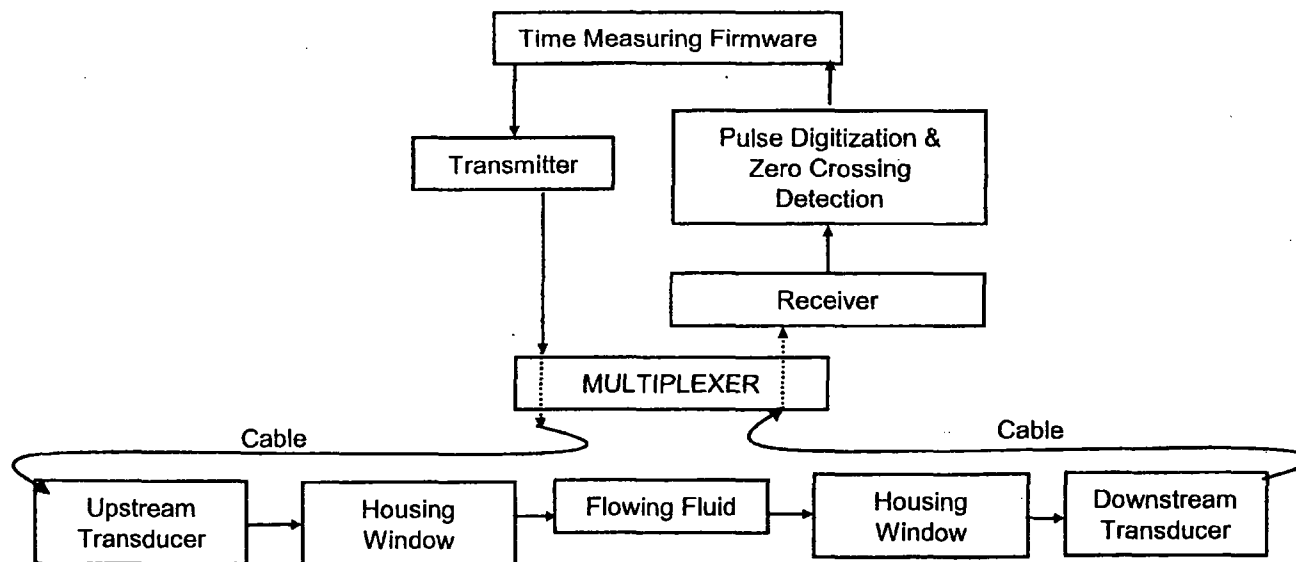 Time Measuring Firmware
Transmitter
Pulse Digitization &
Zero Crossing
Detection
Receiver
MULTIPLEXER
Cable
Cable
Upstream
Transducer
Housing
Window
Flowing Fluid
Housing
Window
Downstream
Transducer